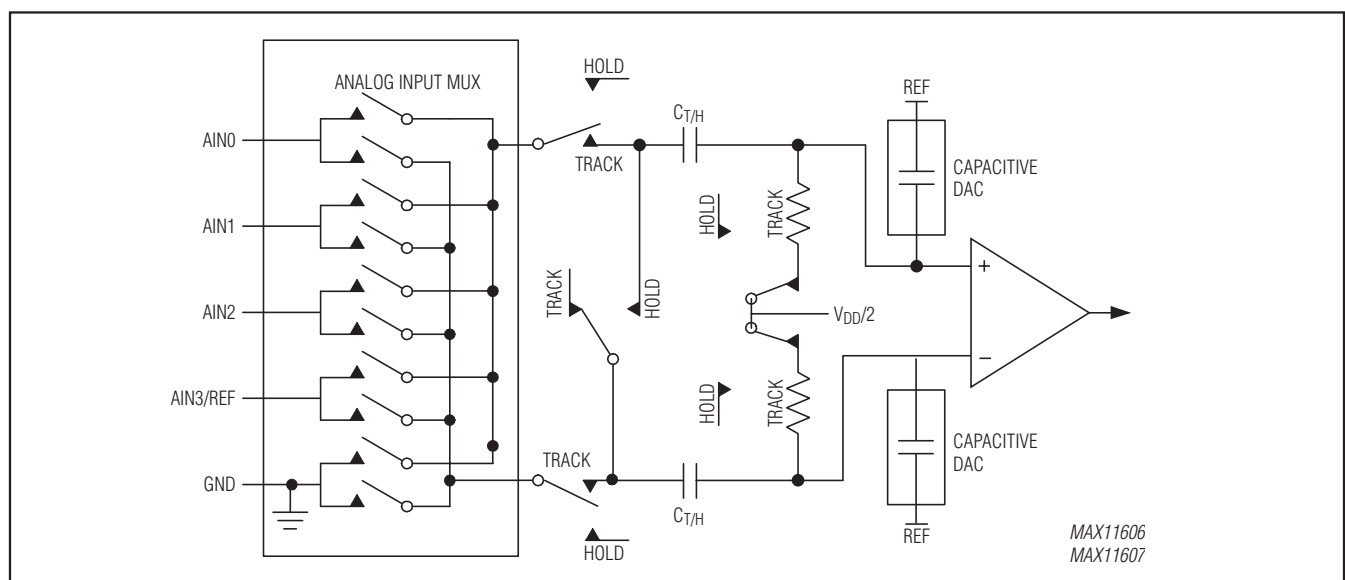 HOLD
ANALOG INPUT MUX
REF
C_T/H
AIN0
TRACK
CAPACITIVE
DAC
HOLD
TRACK
AIN1
TRACK
HOLD
AIN2
V_DD/2
HOLD
TRACK
AIN3/REF
CAPACITIVE
DAC
TRACK
GND
C_T/H
HOLD
REF
MAX11606
MAX11607
+
−